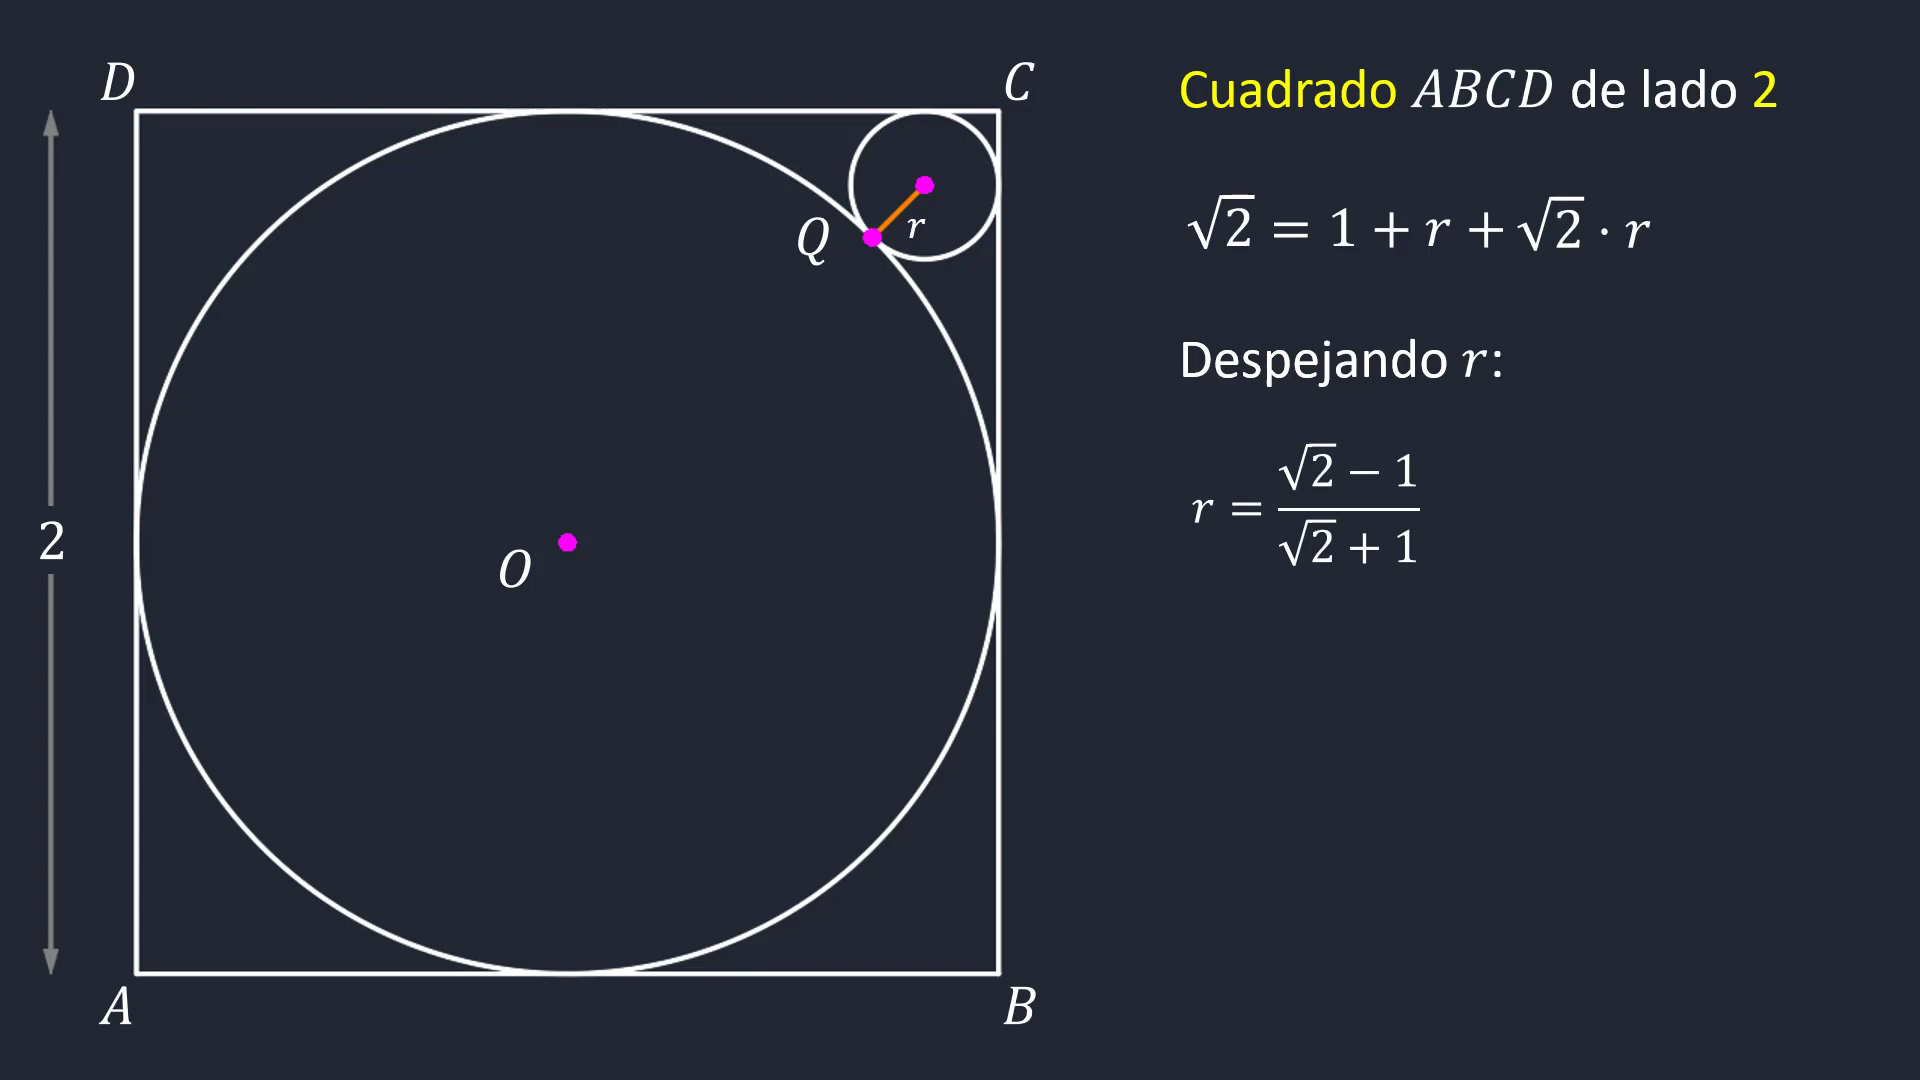 D
C
Cuadrado ABCD de lado 2
Q
r
√2 = 1 + r + √2 · r
Despejando r:
r = (√2 − 1)/(√2 + 1)
2
O
A
B